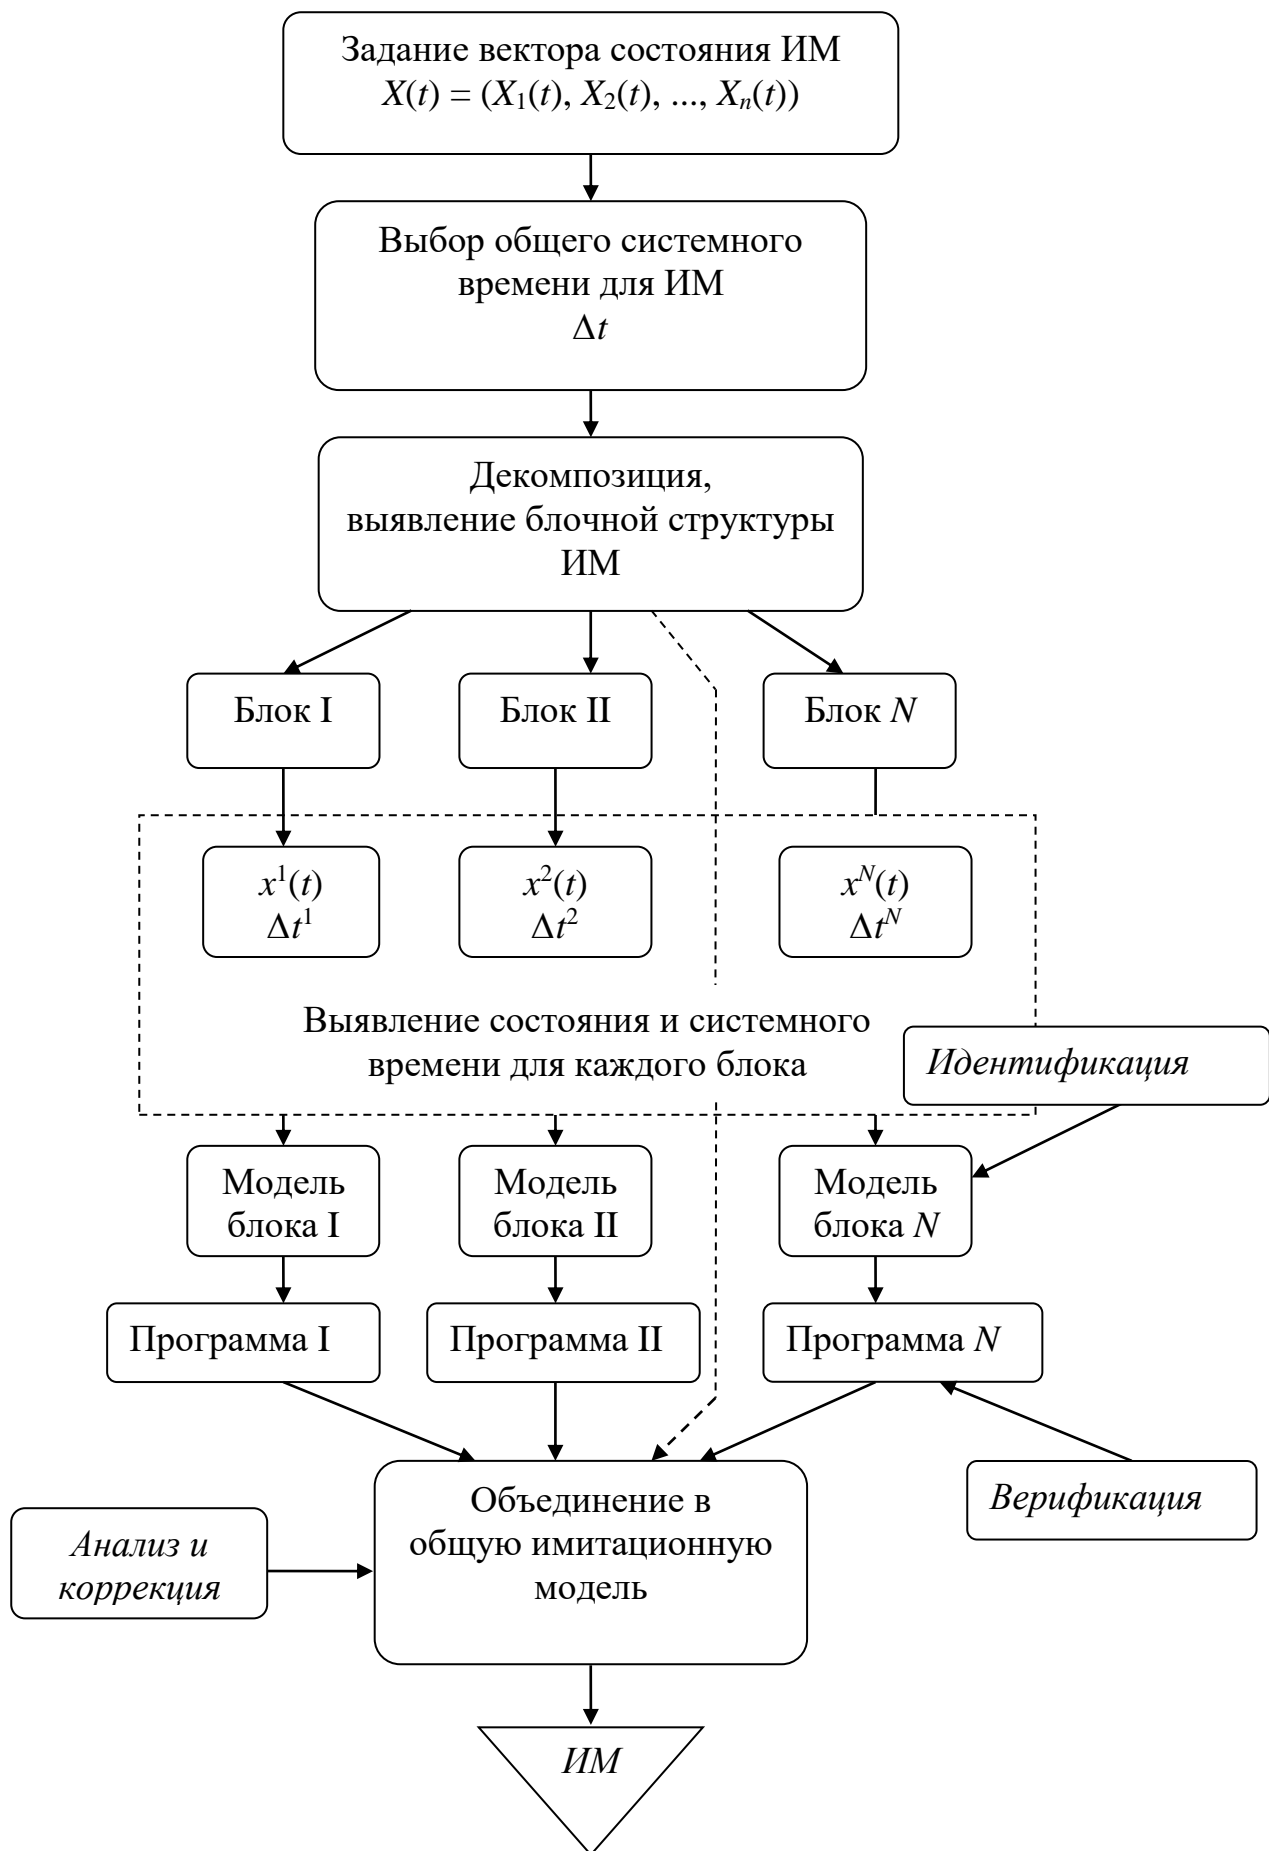 Задание вектора состояния ИМ
X(t) = (X₁(t), X₂(t), ..., Xₙ(t))
Выбор общего системного
времени для ИМ
Δt
Декомпозиция,
выявление блочной структуры
ИМ
Блок I
Блок II
Блок N
x¹(t)
Δt¹
x²(t)
Δt²
xᴺ(t)
Δtᴺ
Выявление состояния и системного
времени для каждого блока
Идентификация
Модель
блока I
Модель
блока II
Модель
блока N
Программа I
Программа II
Программа N
Объединение в
общую имитационную
модель
Верификация
Анализ и
коррекция
ИМ